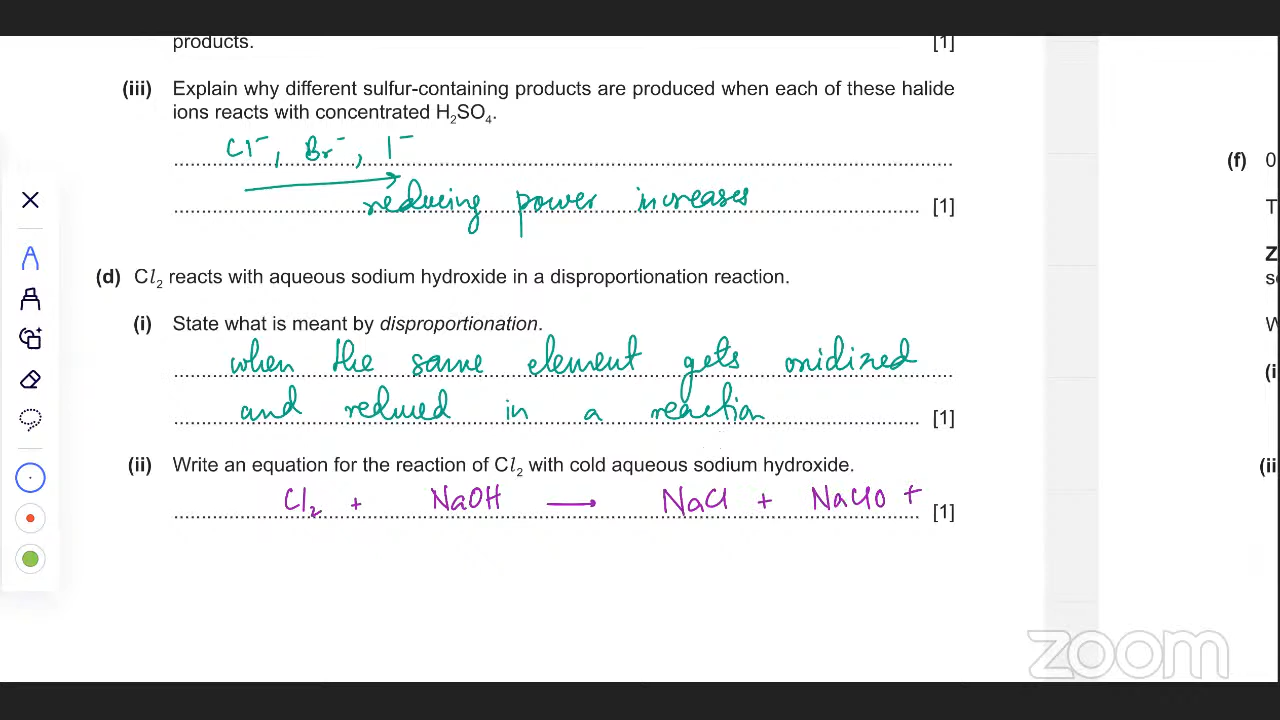 products. [1]
(iii) Explain why different sulfur-containing products are produced when each of these halide
ions reacts with concentrated H₂SO₄.
Cl⁻, Br⁻, I⁻
reducing power increases [1]
(d) Cl₂ reacts with aqueous sodium hydroxide in a disproportionation reaction.
(i) State what is meant by disproportionation.
when the same element gets oxidized
and reduced in a reaction [1]
(ii) Write an equation for the reaction of Cl₂ with cold aqueous sodium hydroxide.
Cl₂ + NaOH ⟶ NaCl + NaClO + [1]
(f) 0
T
Z
W
(i
(ii
zoom